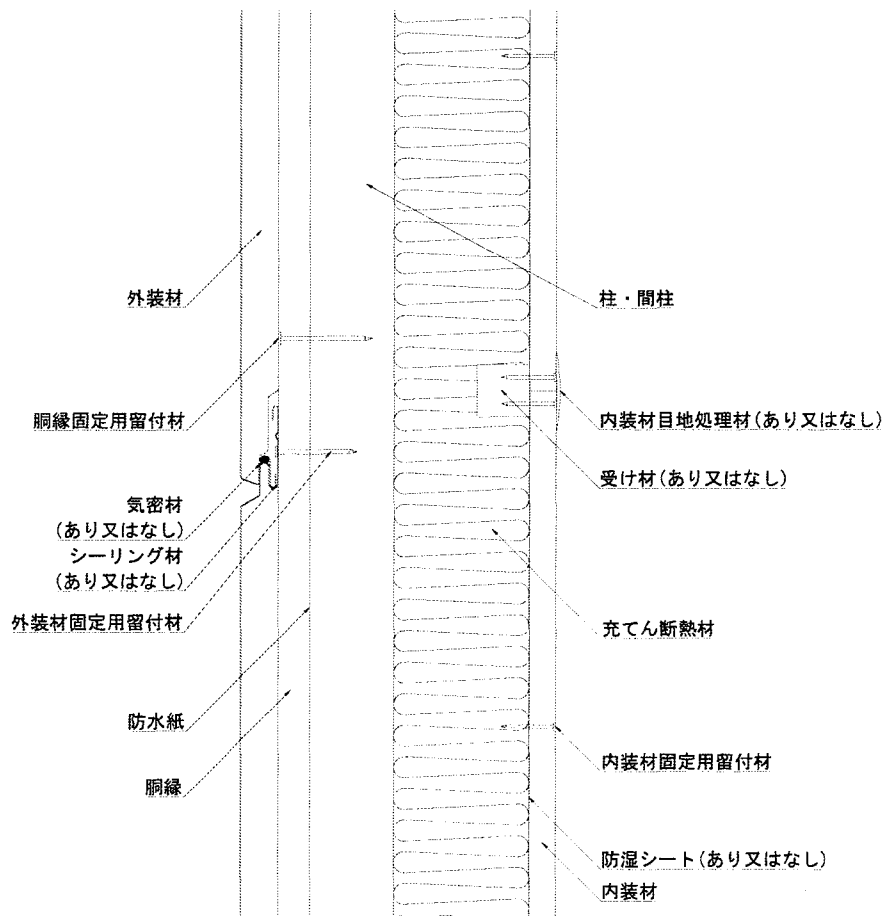 外装材
胴縁固定用留付材
気密材
(あり又はなし)
シーリング材
(あり又はなし)
外装材固定用留付材
防水紙
胴縁
柱・間柱
内装材目地処理材(あり又はなし)
受け材(あり又はなし)
充てん断熱材
内装材固定用留付材
防湿シート(あり又はなし)
内装材